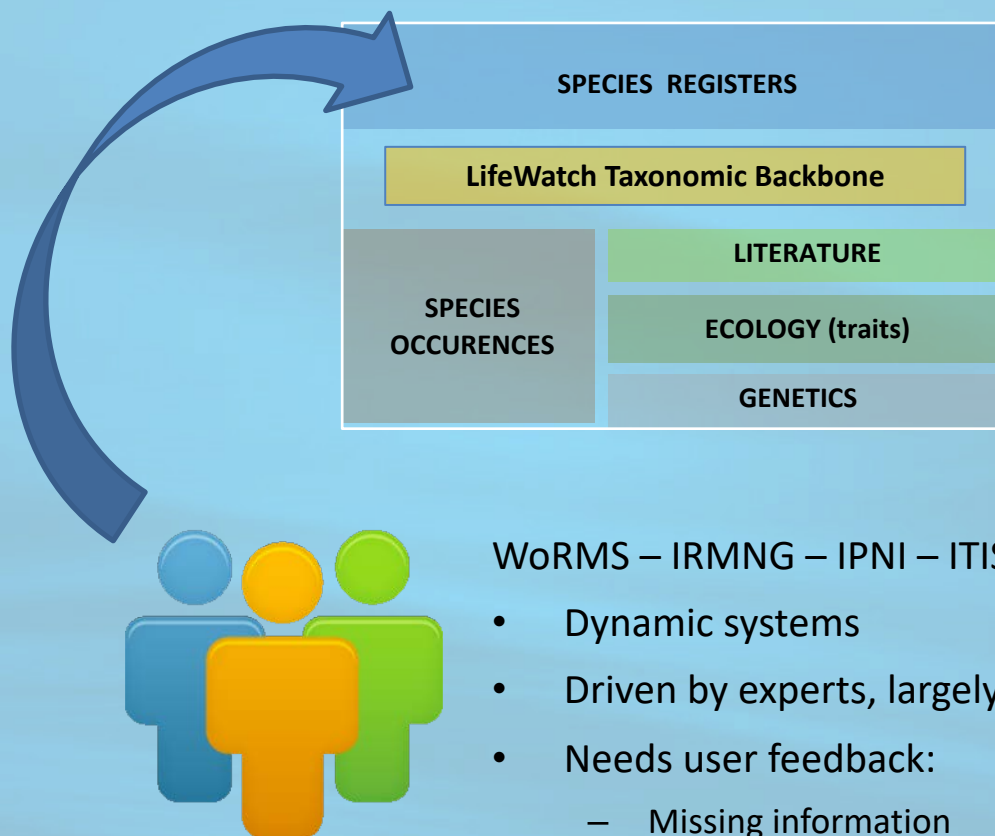 SPECIES REGISTERS
LifeWatch Taxonomic Backbone
SPECIES
OCCURENCES
LITERATURE
ECOLOGY (traits)
GENETICS
WoRMS – IRMNG – IPNI – ITIS
• Dynamic systems
• Driven by experts, largely
• Needs user feedback:
– Missing information